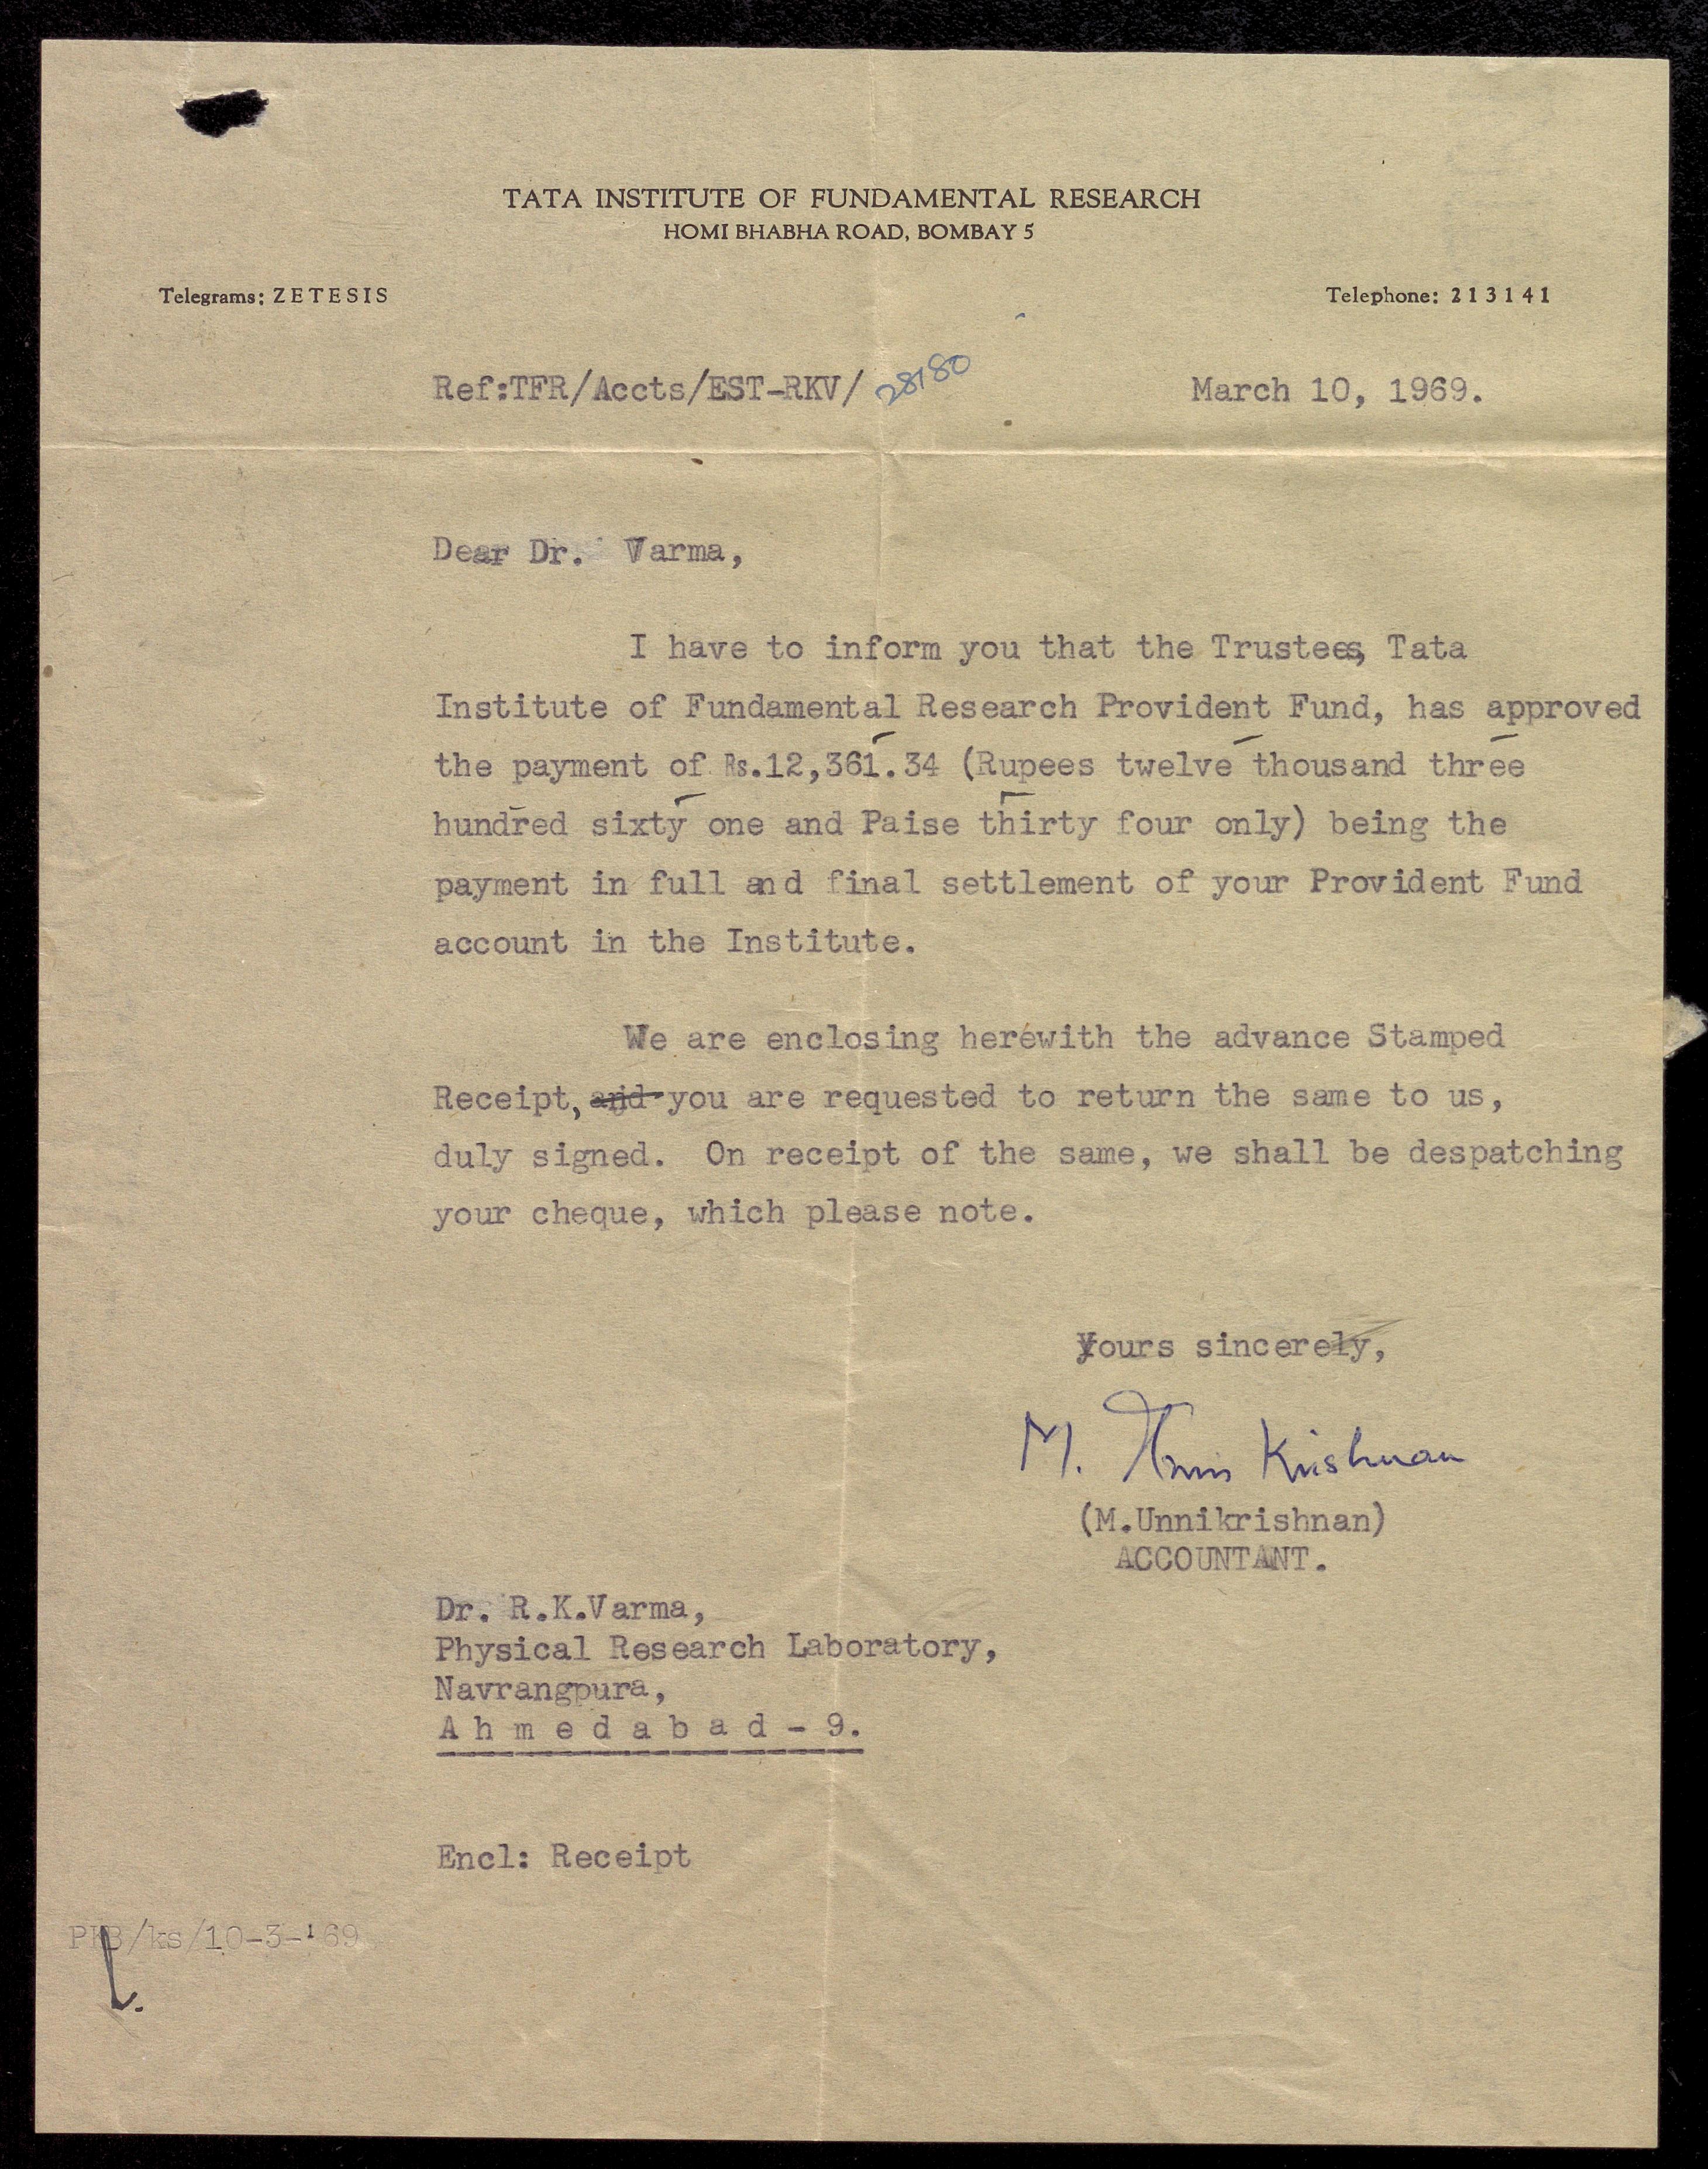 TATA INSTITUTE OF FUNDAMENTAL RESEARCH
HOMI BHABHA ROAD, BOMBAY 5
Telegrams: ZETESIS
Telephone: 213141
Ref:TFR/Accts/EST-RKV/ 28180
March 10, 1969.
Dear Dr. Varma,
I have to inform you that the Trustees, Tata
Institute of Fundamental Research Provident Fund, has approved
the payment of Rs.12,361.34 (Rupees twelve thousand three
hundred sixty one and Paise thirty four only) being the
payment in full and final settlement of your Provident Fund
account in the Institute.
We are enclosing herewith the advance Stamped
Receipt, and you are requested to return the same to us,
duly signed. On receipt of the same, we shall be despatching
your cheque, which please note.
Yours sincerely,
M. Unni Krishnan
(M.Unnikrishnan)
ACCOUNTANT.
Dr. R.K.Varma,
Physical Research Laboratory,
Navrangpura,
Ahmedabad-9.
Encl: Receipt
PKB/ks/10-3-'69